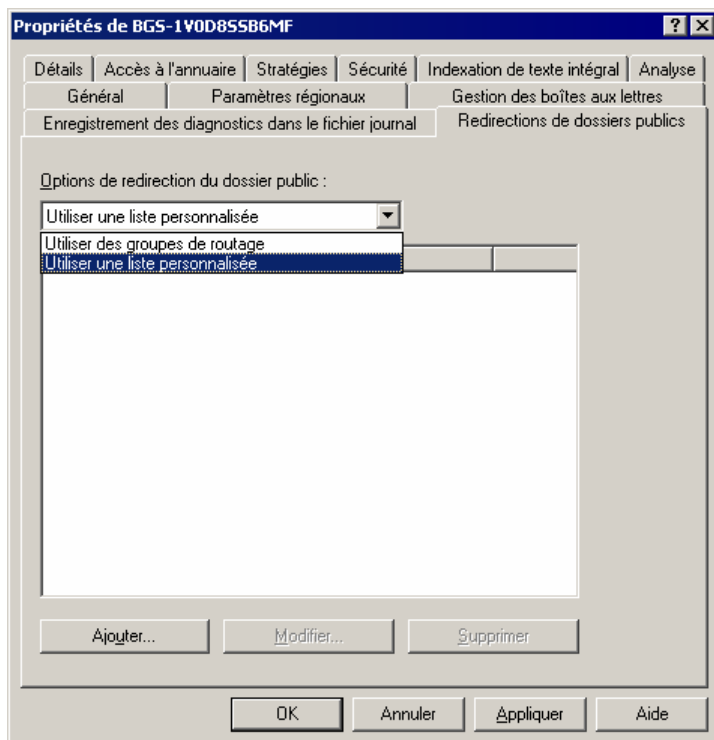 Propriétés de BGS-1V0D8SSB6MF
Détails Accès à l'annuaire Stratégies Sécurité Indexation de texte intégral Analyse
Général Paramètres régionaux Gestion des boîtes aux lettres
Enregistrement des diagnostics dans le fichier journal Redirections de dossiers publics
Options de redirection du dossier public :
Utiliser une liste personnalisée
Utiliser des groupes de routage
Utiliser une liste personnalisée
Ajouter... Modifier... Supprimer
OK Annuler Appliquer Aide